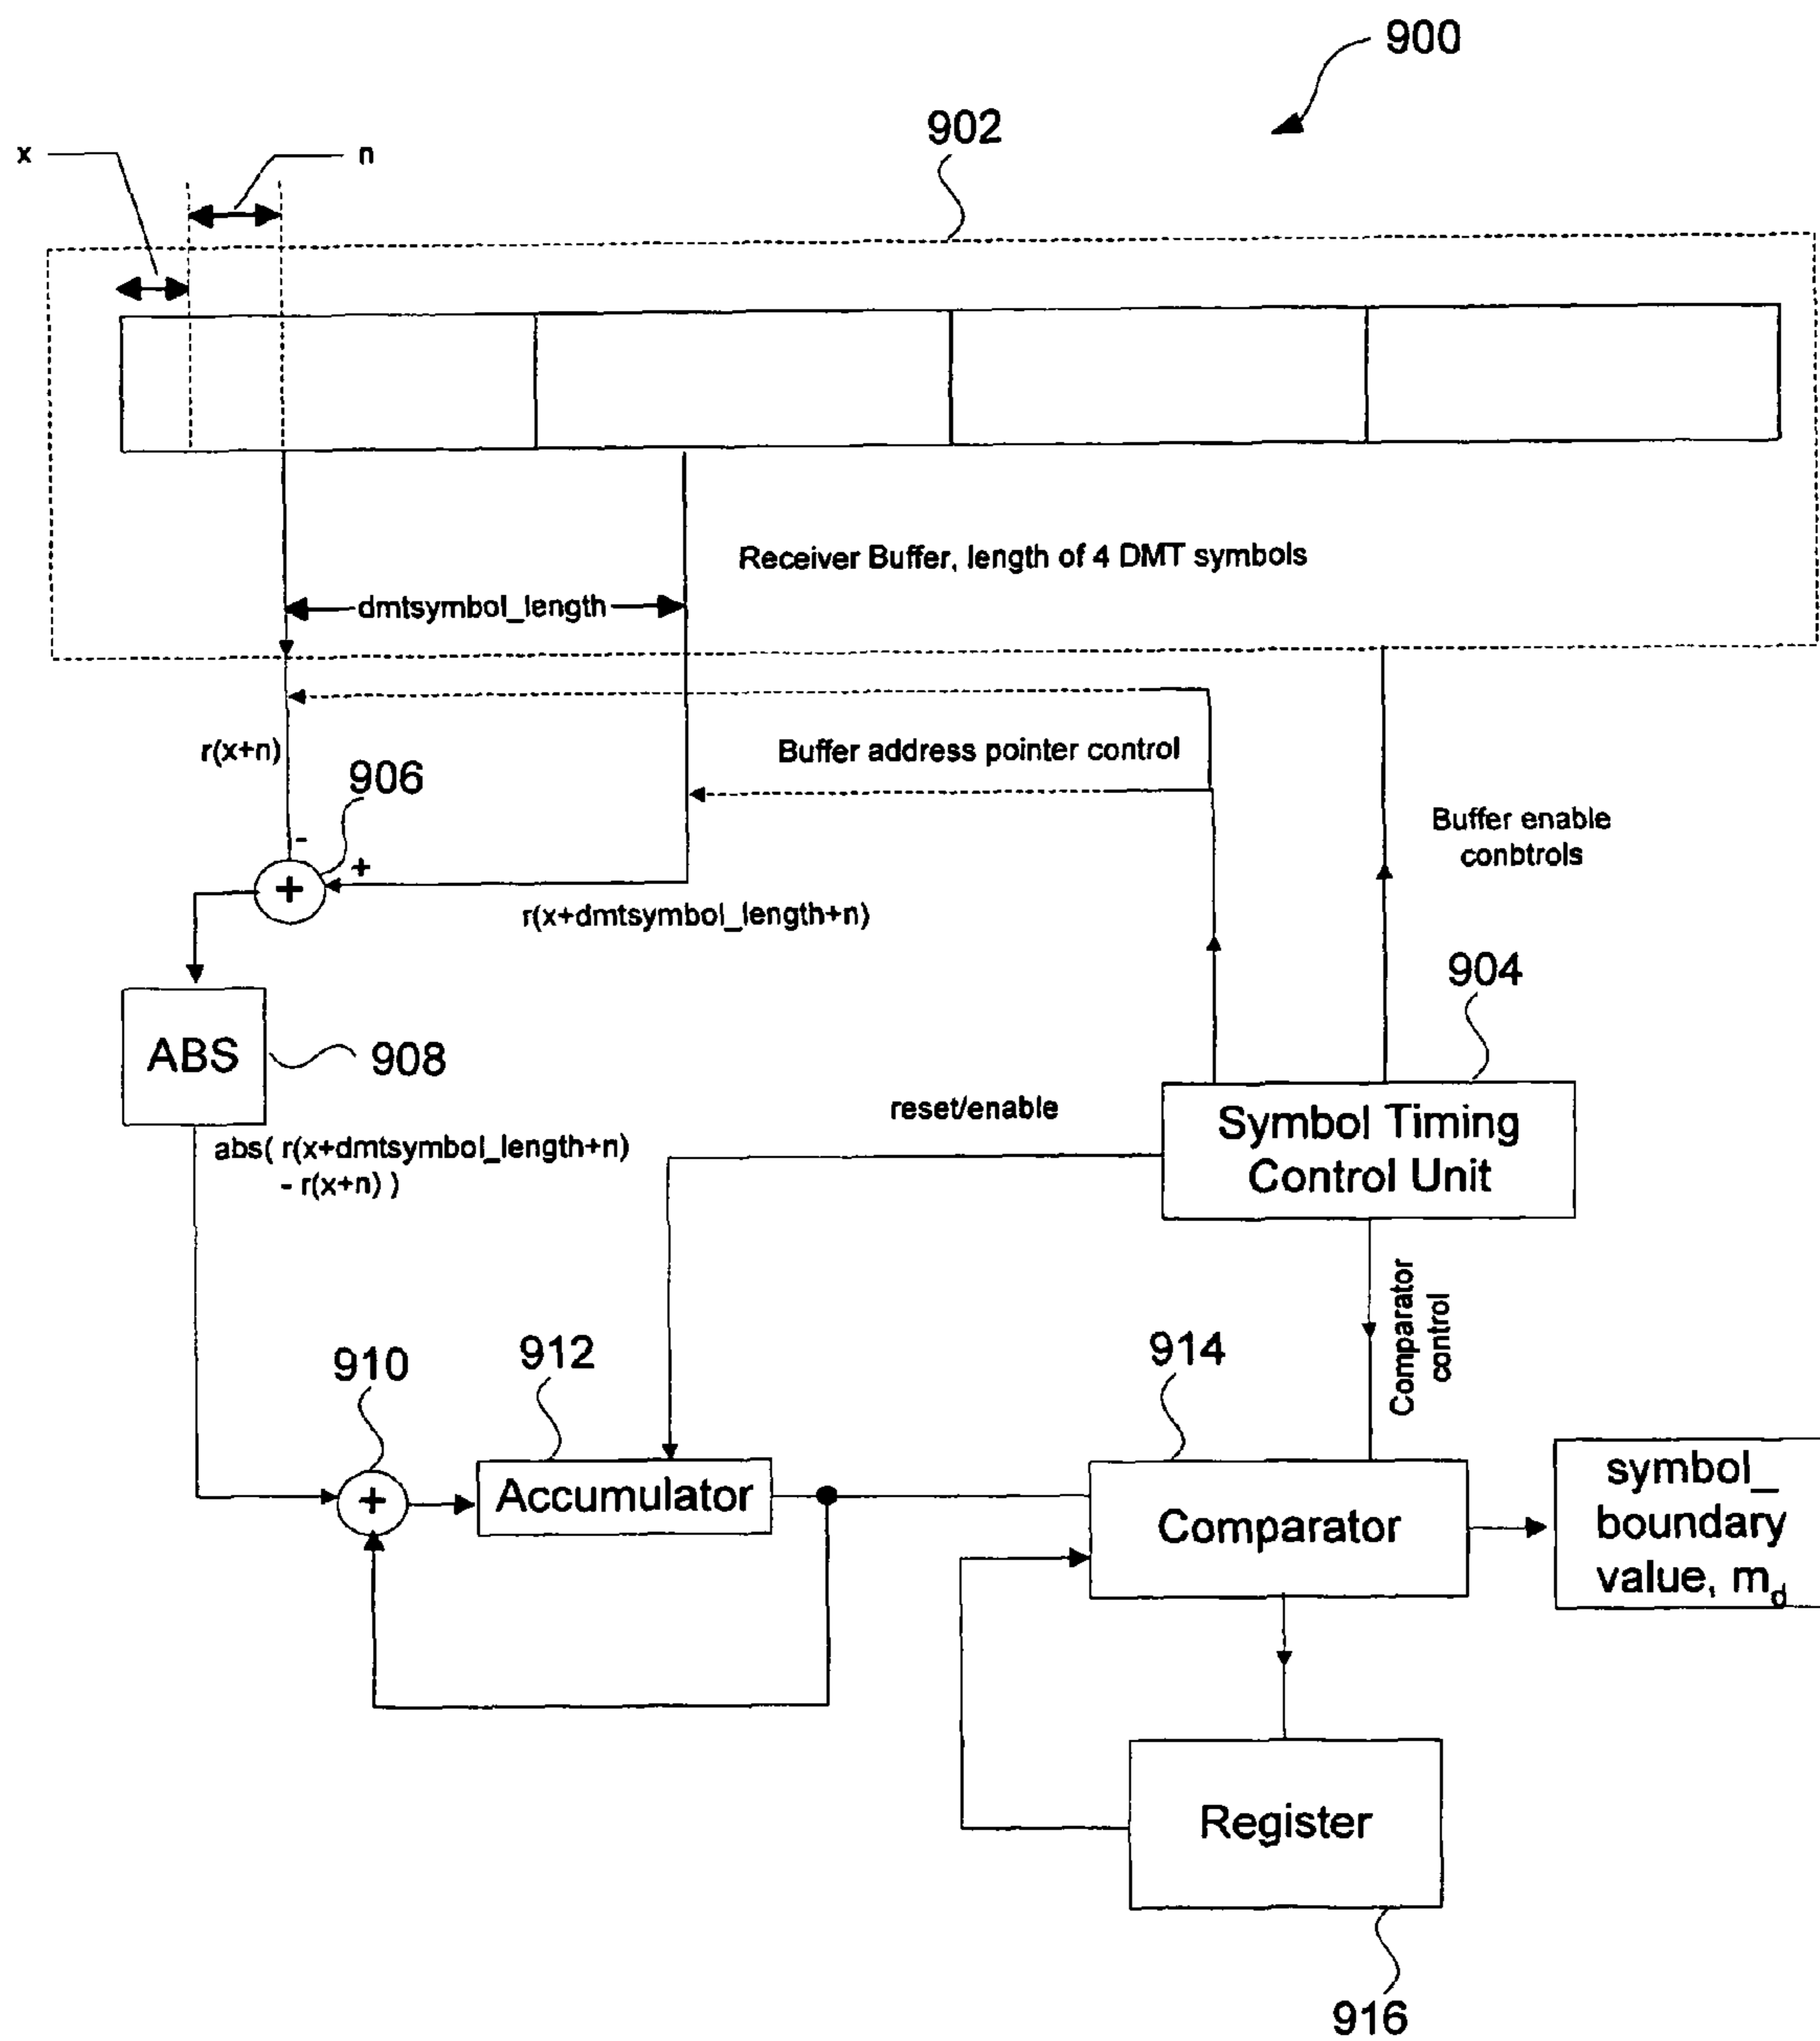 900
902
x
n
Receiver Buffer, length of 4 DMT symbols
dmtsymbol_length
r(x+n)
Buffer address pointer control
906
-
+
+
Buffer enable
conbtrols
r(x+dmtsymbol_length+n)
904
ABS
908
reset/enable
Symbol Timing
Control Unit
abs( r(x+dmtsymbol_length+n)
- r(x+n) )
Comparator
control
910
912
914
+
Accumulator
Comparator
symbol_
boundary
value, m_d
Register
916